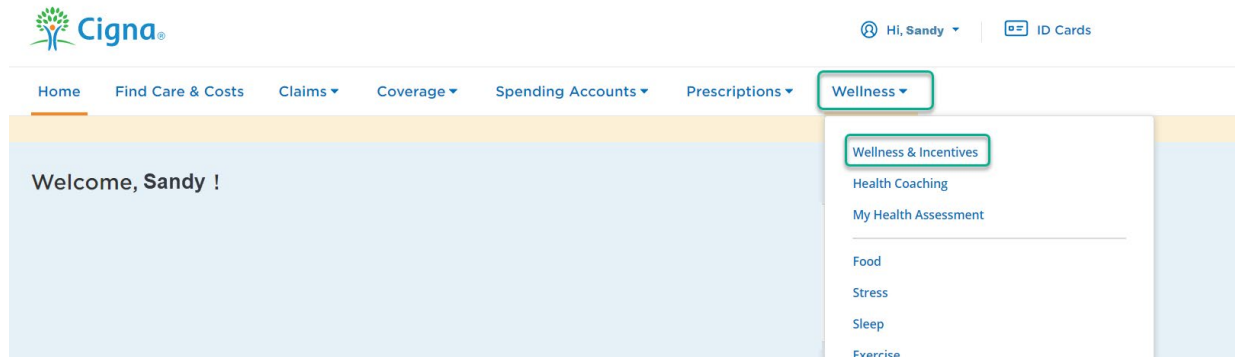 Cigna®
Hi, Sandy
ID Cards
Home Find Care & Costs Claims Coverage Spending Accounts Prescriptions Wellness
Wellness & Incentives
Welcome, Sandy !
Health Coaching
My Health Assessment
Food
Stress
Sleep
Exercise